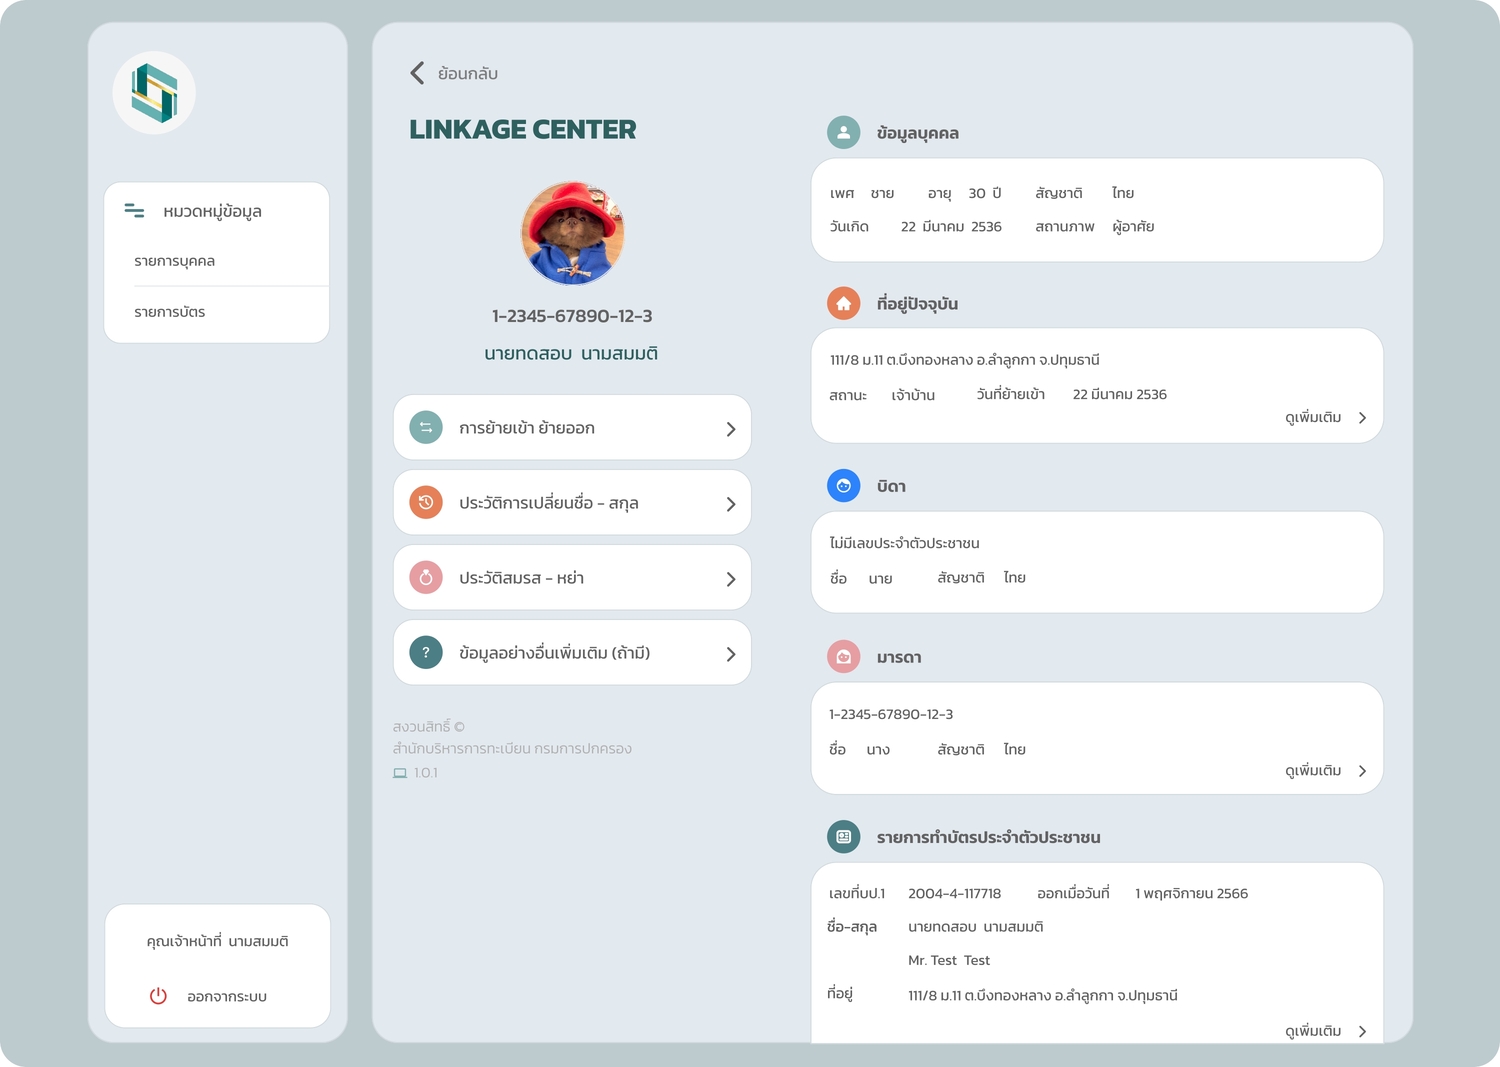 หมวดหมู่ข้อมูล
รายการบุคคล
รายการบัตร
คุณเจ้าหน้าที่ นามสมมติ
ออกจากระบบ
ย้อนกลับ
LINKAGE CENTER
1-2345-67890-12-3
นายทดสอบ นามสมมติ
การย้ายเข้า ย้ายออก
ประวัติการเปลี่ยนชื่อ - สกุล
ประวัติสมรส - หย่า
? ข้อมูลอย่างอื่นเพิ่มเติม (ถ้ามี)
สงวนสิทธิ์ ©
สำนักบริหารการทะเบียน กรมการปกครอง
1.0.1
ข้อมูลบุคคล
เพศ ชาย อายุ 30 ปี สัญชาติ ไทย
วันเกิด 22 มีนาคม 2536 สถานภาพ ผู้อาศัย
ที่อยู่ปัจจุบัน
111/8 ม.11 ต.บึงทองหลาง อ.ลำลูกกา จ.ปทุมธานี
สถานะ เจ้าบ้าน วันที่ย้ายเข้า 22 มีนาคม 2536
ดูเพิ่มเติม
บิดา
ไม่มีเลขประจำตัวประชาชน
ชื่อ นาย สัญชาติ ไทย
มารดา
1-2345-67890-12-3
ชื่อ นาง สัญชาติ ไทย
ดูเพิ่มเติม
รายการทำบัตรประจำตัวประชาชน
เลขที่บป.1 2004-4-117718 ออกเมื่อวันที่ 1 พฤศจิกายน 2566
ชื่อ-สกุล นายทดสอบ นามสมมติ
Mr. Test Test
ที่อยู่ 111/8 ม.11 ต.บึงทองหลาง อ.ลำลูกกา จ.ปทุมธานี
ดูเพิ่มเติม